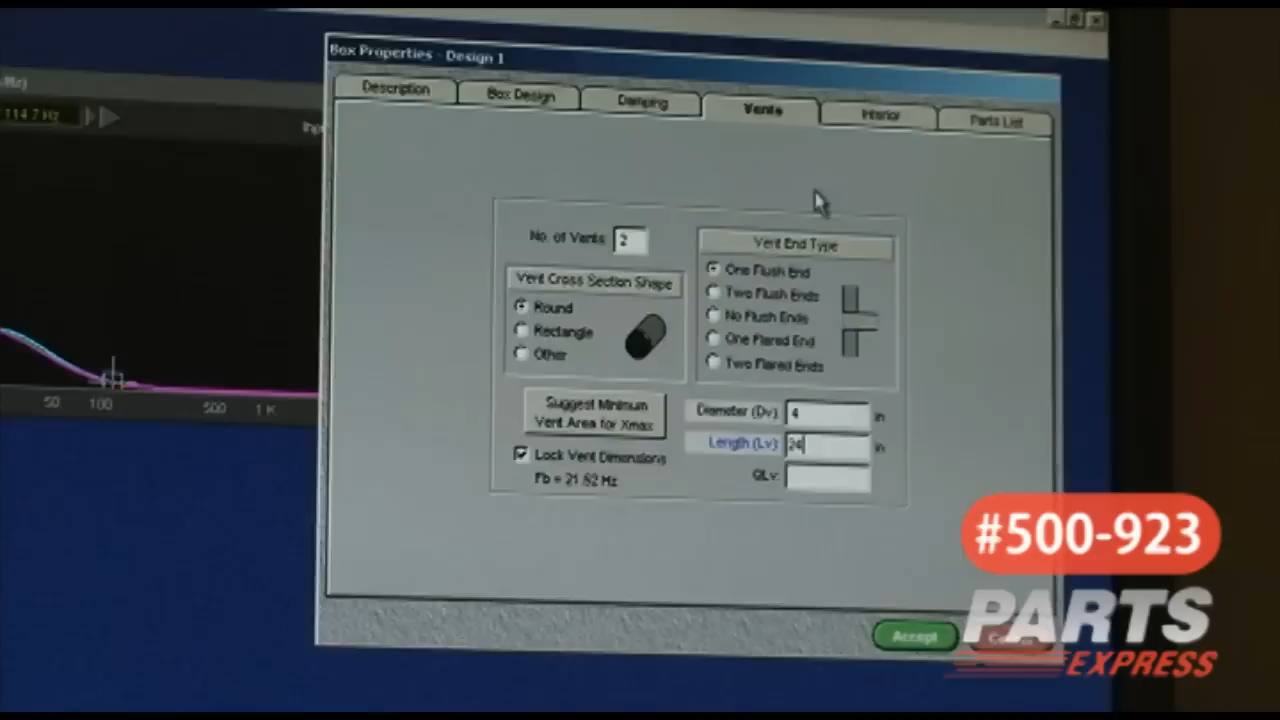 Box Properties - Design 1
Description
Box Design
Damping
Vents
Interior
Parts List
Hz)
114.7 Hz
No. of Vents
2
Vent Cross Section Shape
Round
Rectangle
Other
Vent End Type
One Flush End
Two Flush Ends
No Flush Ends
One Flared End
Two Flared Ends
Suggest Minimum
Vent Area for Xmax
Lock Vent Dimensions
Fb = 21.82 Hz
Diameter (Dv):
4
in
Length (Lv):
24
in
QLv:
50
100
500
1 K
Accept
#500-923
PARTS
EXPRESS